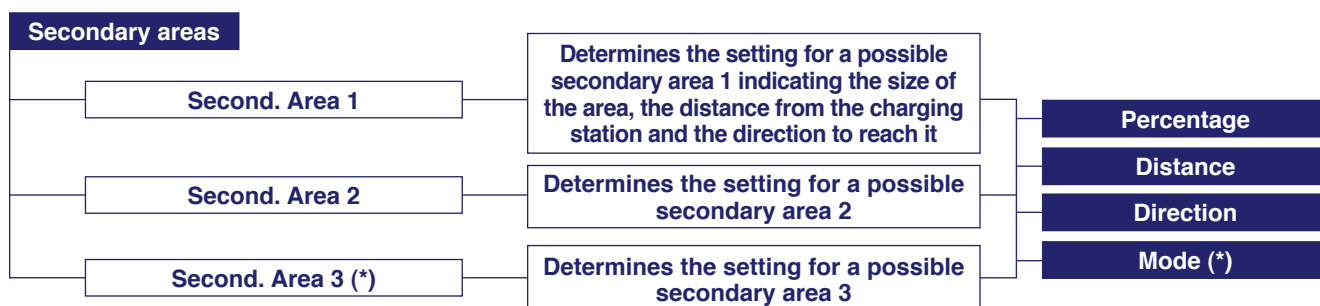 Secondary areas
Second. Area 1
Determines the setting for a possible
secondary area 1 indicating the size of
the area, the distance from the charging
station and the direction to reach it
Second. Area 2
Determines the setting for a possible
secondary area 2
Second. Area 3 (*)
Determines the setting for a possible
secondary area 3
Percentage
Distance
Direction
Mode (*)